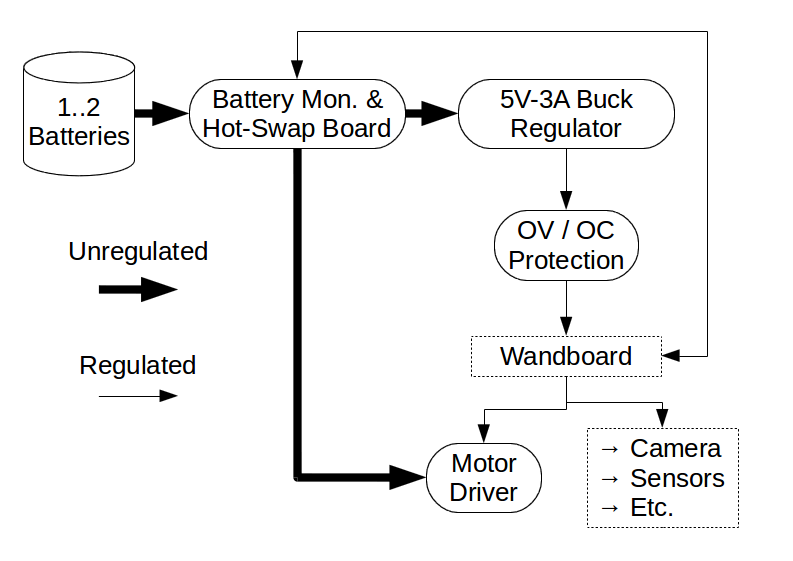 1..2
Batteries
Battery Mon. &
Hot-Swap Board
5V-3A Buck
Regulator
OV / OC
Protection
Unregulated
Regulated
Wandboard
Motor
Driver
→ Camera
→ Sensors
→ Etc.